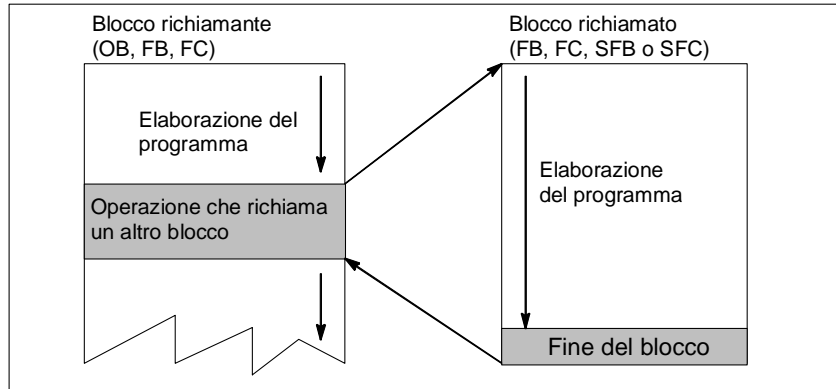 Blocco richiamante
(OB, FB, FC)
Elaborazione del
programma
Operazione che richiama
un altro blocco
Blocco richiamato
(FB, FC, SFB o SFC)
Elaborazione
del programma
Fine del blocco